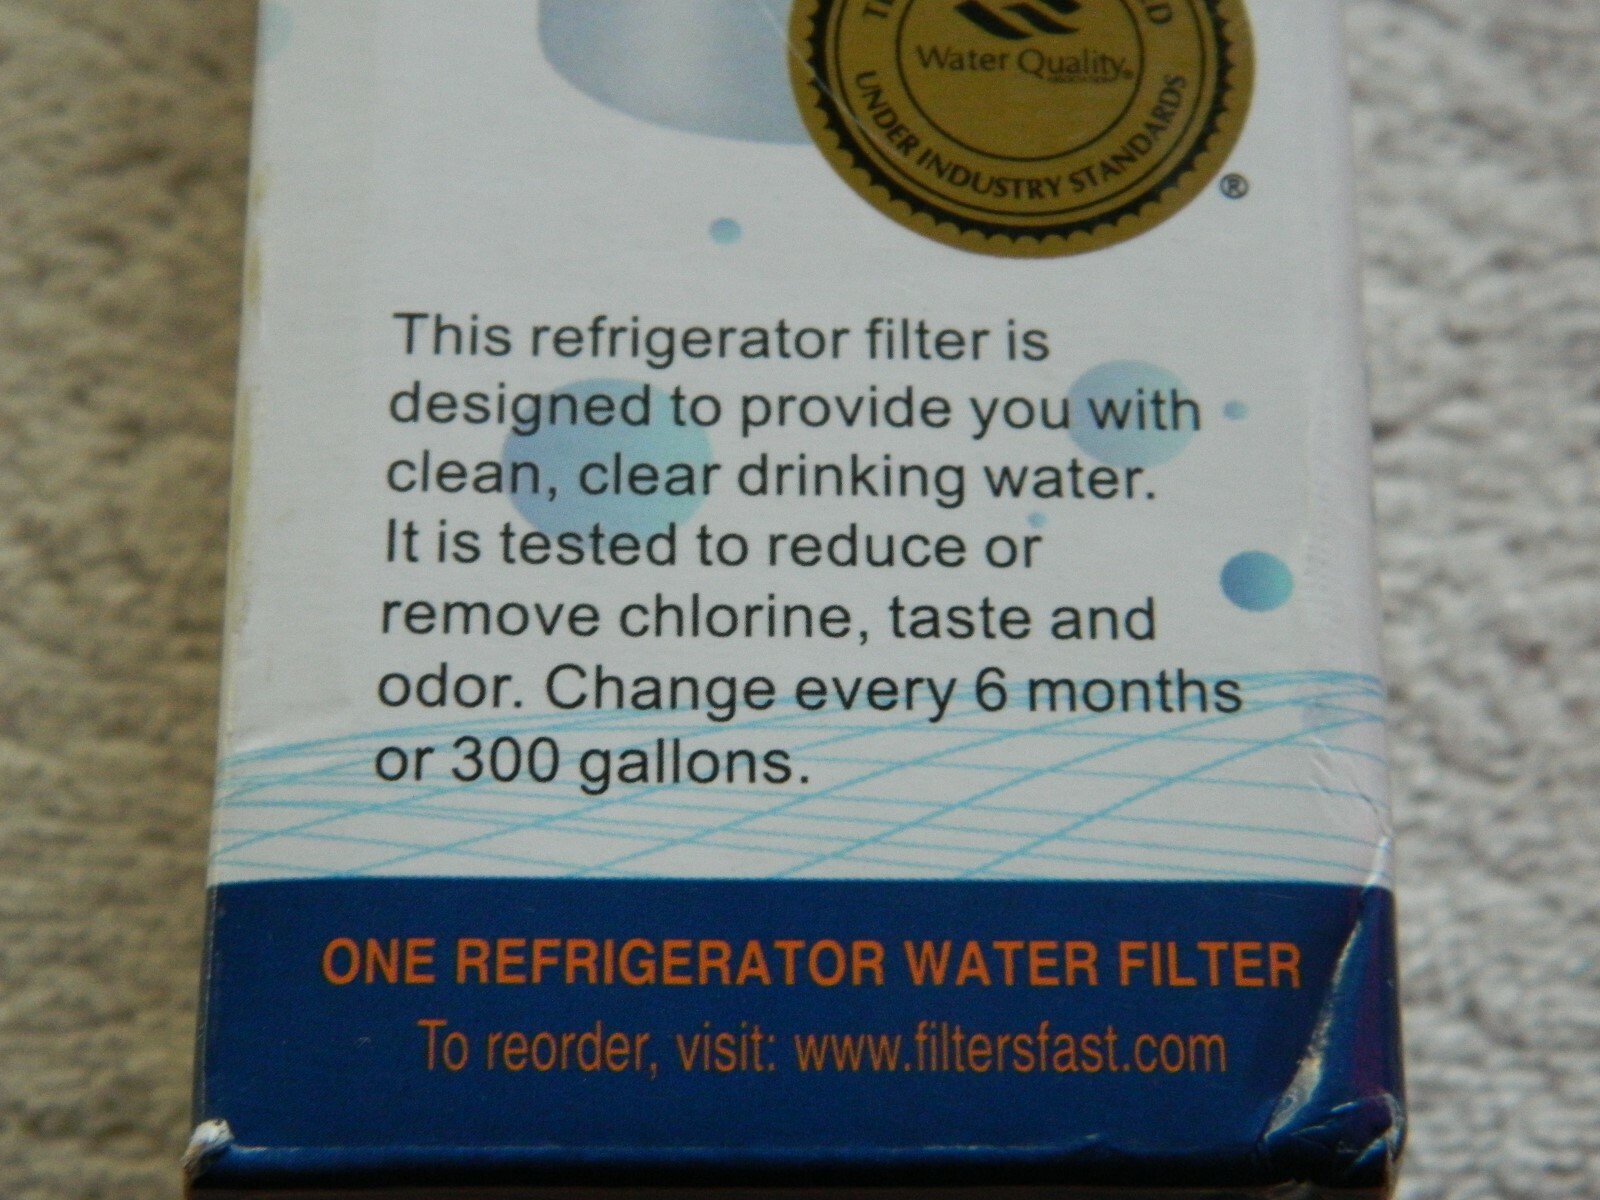 Water Quality
UNDER INDUSTRY STANDARDS
®
This refrigerator filter is
designed to provide you with
clean, clear drinking water.
It is tested to reduce or
remove chlorine, taste and
odor. Change every 6 months
or 300 gallons.
ONE REFRIGERATOR WATER FILTER
To reorder, visit: www.filtersfast.com